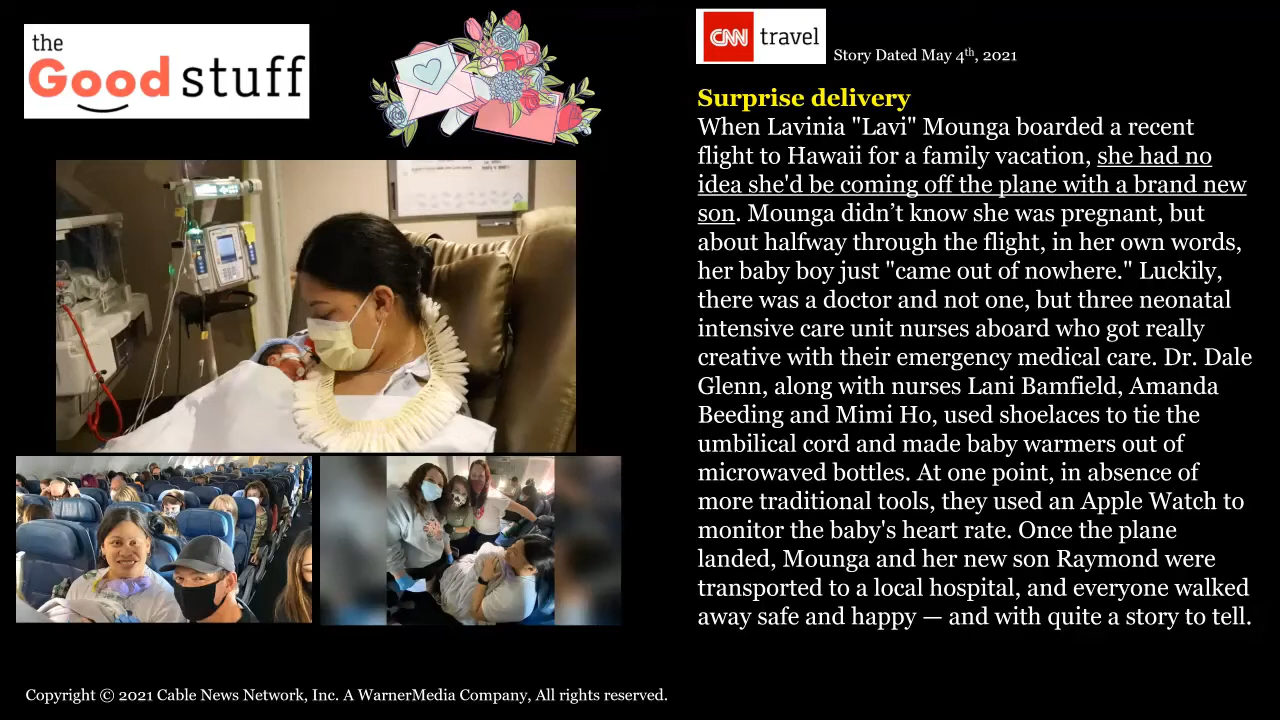 the
Good stuff
CNN travel
Story Dated May 4th, 2021
Surprise delivery
When Lavinia "Lavi" Mounga boarded a recent
flight to Hawaii for a family vacation, she had no
idea she'd be coming off the plane with a brand new
son. Mounga didn’t know she was pregnant, but
about halfway through the flight, in her own words,
her baby boy just "came out of nowhere." Luckily,
there was a doctor and not one, but three neonatal
intensive care unit nurses aboard who got really
creative with their emergency medical care. Dr. Dale
Glenn, along with nurses Lani Bamfield, Amanda
Beeding and Mimi Ho, used shoelaces to tie the
umbilical cord and made baby warmers out of
microwaved bottles. At one point, in absence of
more traditional tools, they used an Apple Watch to
monitor the baby's heart rate. Once the plane
landed, Mounga and her new son Raymond were
transported to a local hospital, and everyone walked
away safe and happy — and with quite a story to tell.
Copyright © 2021 Cable News Network, Inc. A WarnerMedia Company, All rights reserved.